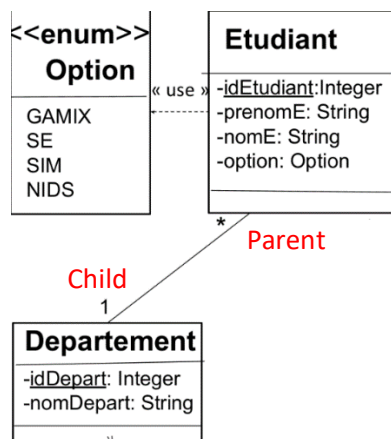 <<enum>>
Option
GAMIX
SE
SIM
NIDS
« use »
Etudiant
-idEtudiant:Integer
-prenomE: String
-nomE: String
-option: Option
*
Parent
Child
1
Departement
-idDepart: Integer
-nomDepart: String